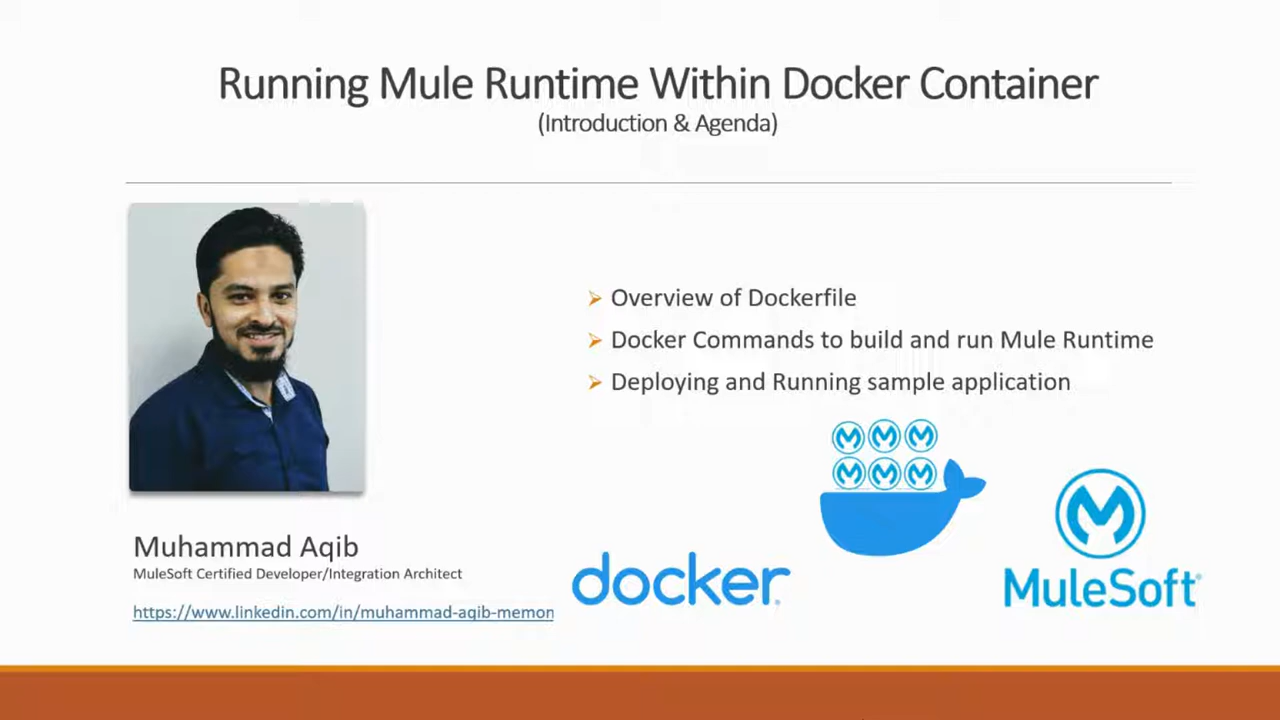 Running Mule Runtime Within Docker Container
(Introduction & Agenda)
Overview of Dockerfile
Docker Commands to build and run Mule Runtime
Deploying and Running sample application
Muhammad Aqib
MuleSoft Certified Developer/Integration Architect
https://www.linkedin.com/in/muhammad-aqib-memon
docker
MuleSoft